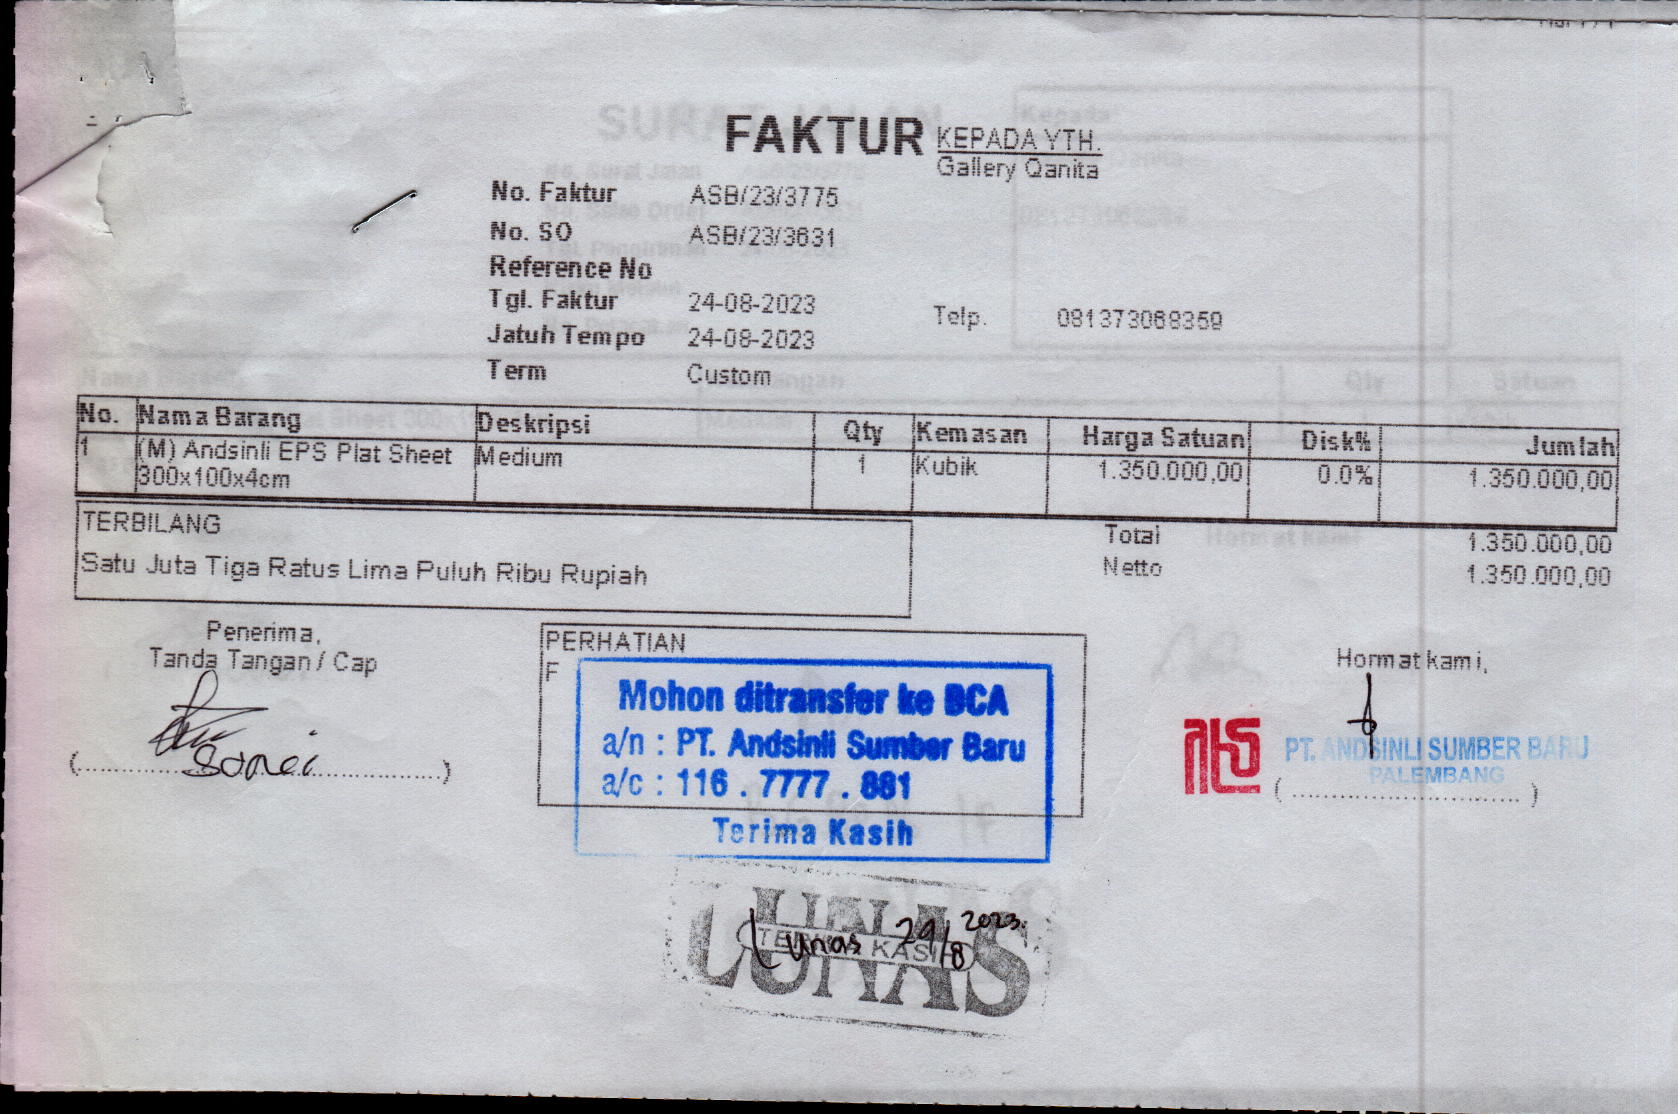 FAKTUR
KEPADA YTH.
Gallery Qanita
No. Faktur ASB/23/3775
No. SO ASB/23/3631
Reference No
Tgl. Faktur 24-08-2023
Telp. 081373068359
Jatuh Tempo 24-08-2023
Term Custom
No. Nama Barang Deskripsi Qty Kemasan Harga Satuan Disk% Jumlah
1 (M) Andsinli EPS Plat Sheet Medium 1 Kubik 1.350.000,00 0.0% 1.350.000,00
300x100x4cm
TERBILANG
Satu Juta Tiga Ratus Lima Puluh Ribu Rupiah
Total 1.350.000,00
Netto 1.350.000,00
Penerima,
Tanda Tangan / Cap
PERHATIAN
F
Mohon ditransfer ke BCA
a/n : PT. Andsinli Sumber Baru
a/c : 116 . 7777 . 881
Terima Kasih
Hormat kami,
PT. ANDSINLI SUMBER BARU
PALEMBANG
LUNAS
TERIMA KASIH
Lunas 29/8 2023.